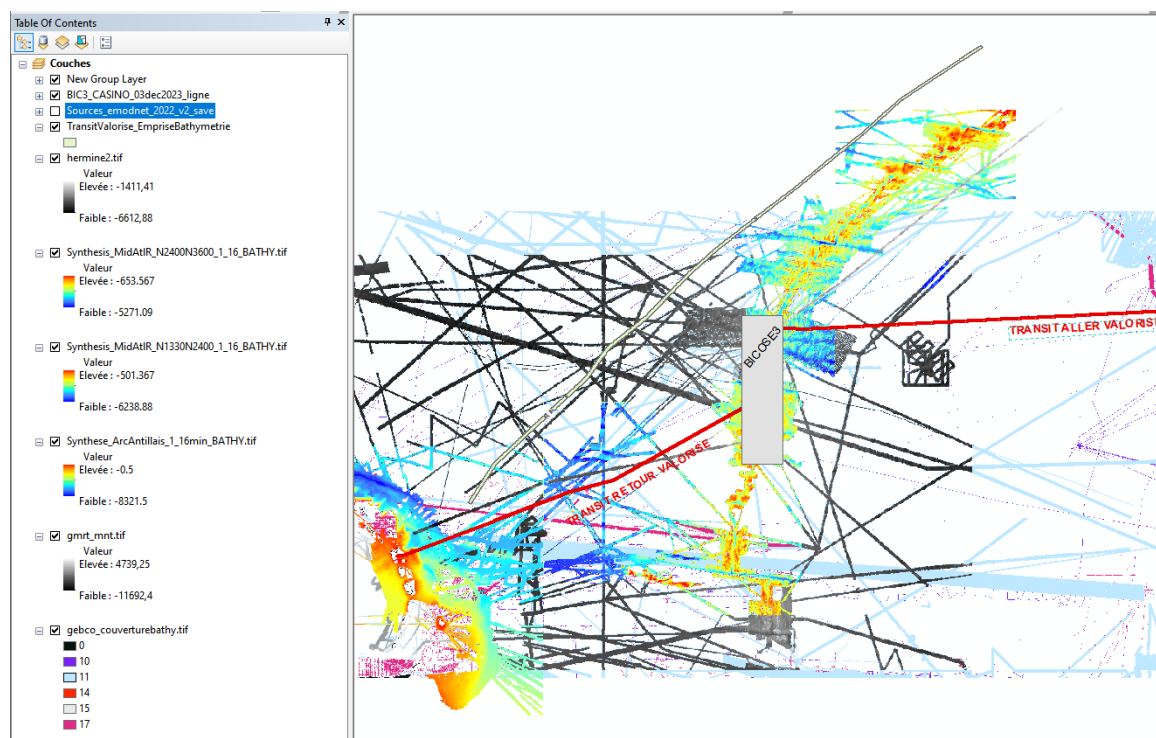 Table Of Contents
Couches
New Group Layer
BIC3_CASINO_03dec2023_ligne
Sources_emodnet_2022_v2_save
TransitValorise_EmpriseBathymetrie
hermine2.tif
Valeur
Elevée : -1411,41
Faible : -6612,88
Synthesis_MidAtlR_N2400N3600_1_16_BATHY.tif
Valeur
Elevée : -653.567
Faible : -5271.09
Synthesis_MidAtlR_N1330N2400_1_16_BATHY.tif
Valeur
Elevée : -501.367
Faible : -6238.88
Synthese_ArcAntillais_1_16min_BATHY.tif
Valeur
Elevée : -0.5
Faible : -8321.5
gmrt_mnt.tif
Valeur
Elevée : 4739,25
Faible : -11692,4
gebco_couverturebathy.tif
0
10
11
14
15
17
TRANSIT ALLER VALORIS
BICOSE3
TRANSIT RETOUR VALORISE